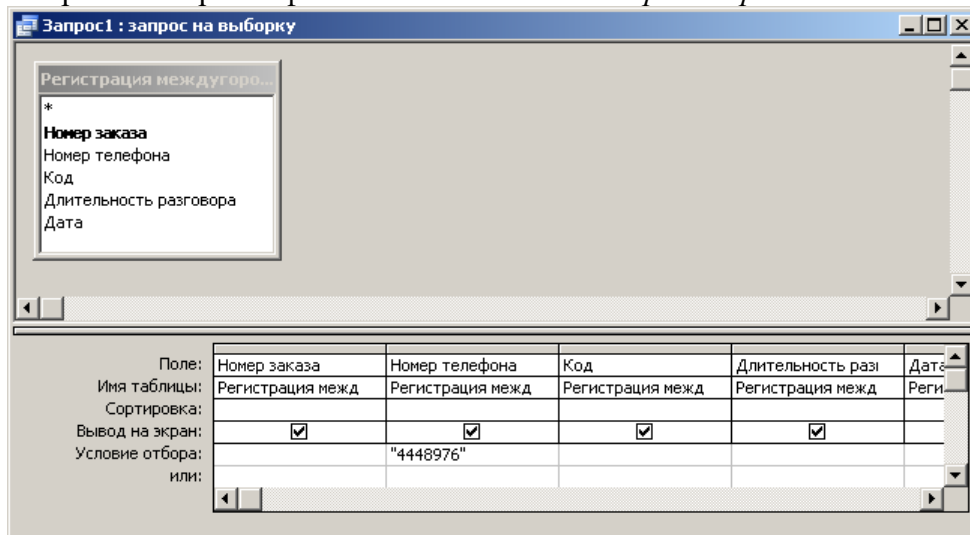 Запрос1 : запрос на выборку
Регистрация междугоро...
*
Номер заказа
Номер телефона
Код
Длительность разговора
Дата
Поле: Номер заказа Номер телефона Код Длительность разг Дата
Имя таблицы: Регистрация межд Регистрация межд Регистрация межд Регистрация межд Реги
Сортировка:
Вывод на экран:
Условие отбора: "4448976"
или: